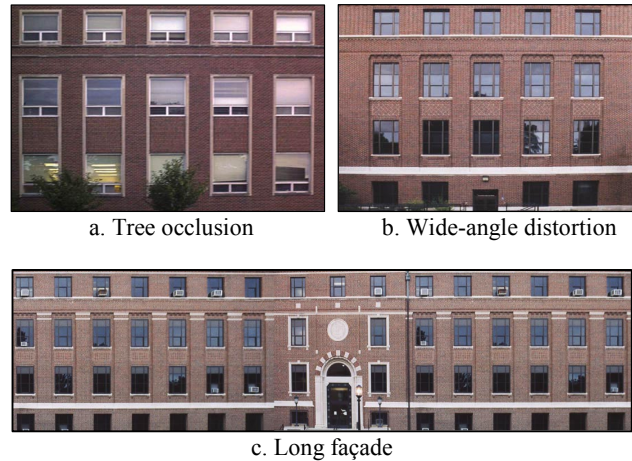 a. Tree occlusion
b. Wide-angle distortion
c. Long façade